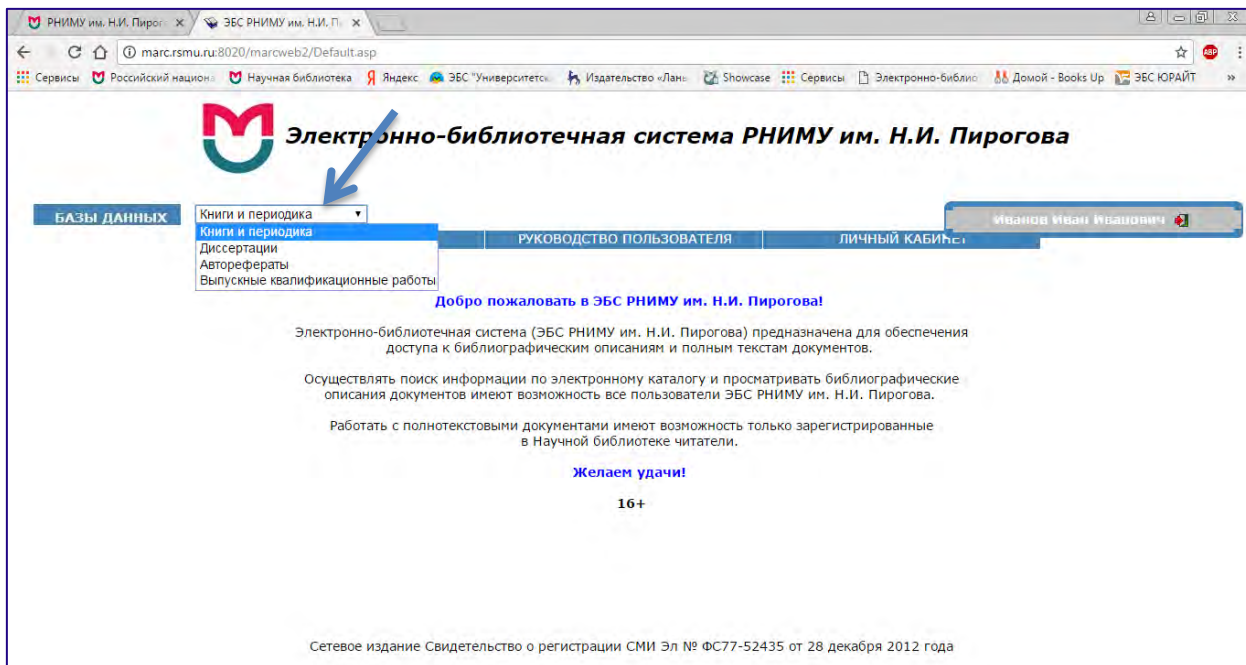 РНИМУ им. Н.И. Пирог
ЭБС РНИМУ им. Н.И. П
marc.rsmu.ru:8020/marcweb2/Default.asp
ABP
Сервисы Российский национ Научная библиотека Яндекс ЭБС "Университетск Издательство «Лань Showcase Сервисы Электронно-библио Домой - Books Up ЭБС ЮРАЙТ »
Электронно-библиотечная система РНИМУ им. Н.И. Пирогова
БАЗЫ ДАННЫХ
Книги и периодика
Иванов Иван Иванович
Книги и периодика
Диссертации
Авторефераты
Выпускные квалификационные работы
РУКОВОДСТВО ПОЛЬЗОВАТЕЛЯ
ЛИЧНЫЙ КАБИНЕТ
Добро пожаловать в ЭБС РНИМУ им. Н.И. Пирогова!
Электронно-библиотечная система (ЭБС РНИМУ им. Н.И. Пирогова) предназначена для обеспечения
доступа к библиографическим описаниям и полным текстам документов.
Осуществлять поиск информации по электронному каталогу и просматривать библиографические
описания документов имеют возможность все пользователи ЭБС РНИМУ им. Н.И. Пирогова.
Работать с полнотекстовыми документами имеют возможность только зарегистрированные
в Научной библиотеке читатели.
Желаем удачи!
16+
Сетевое издание Свидетельство о регистрации СМИ Эл № ФС77-52435 от 28 декабря 2012 года